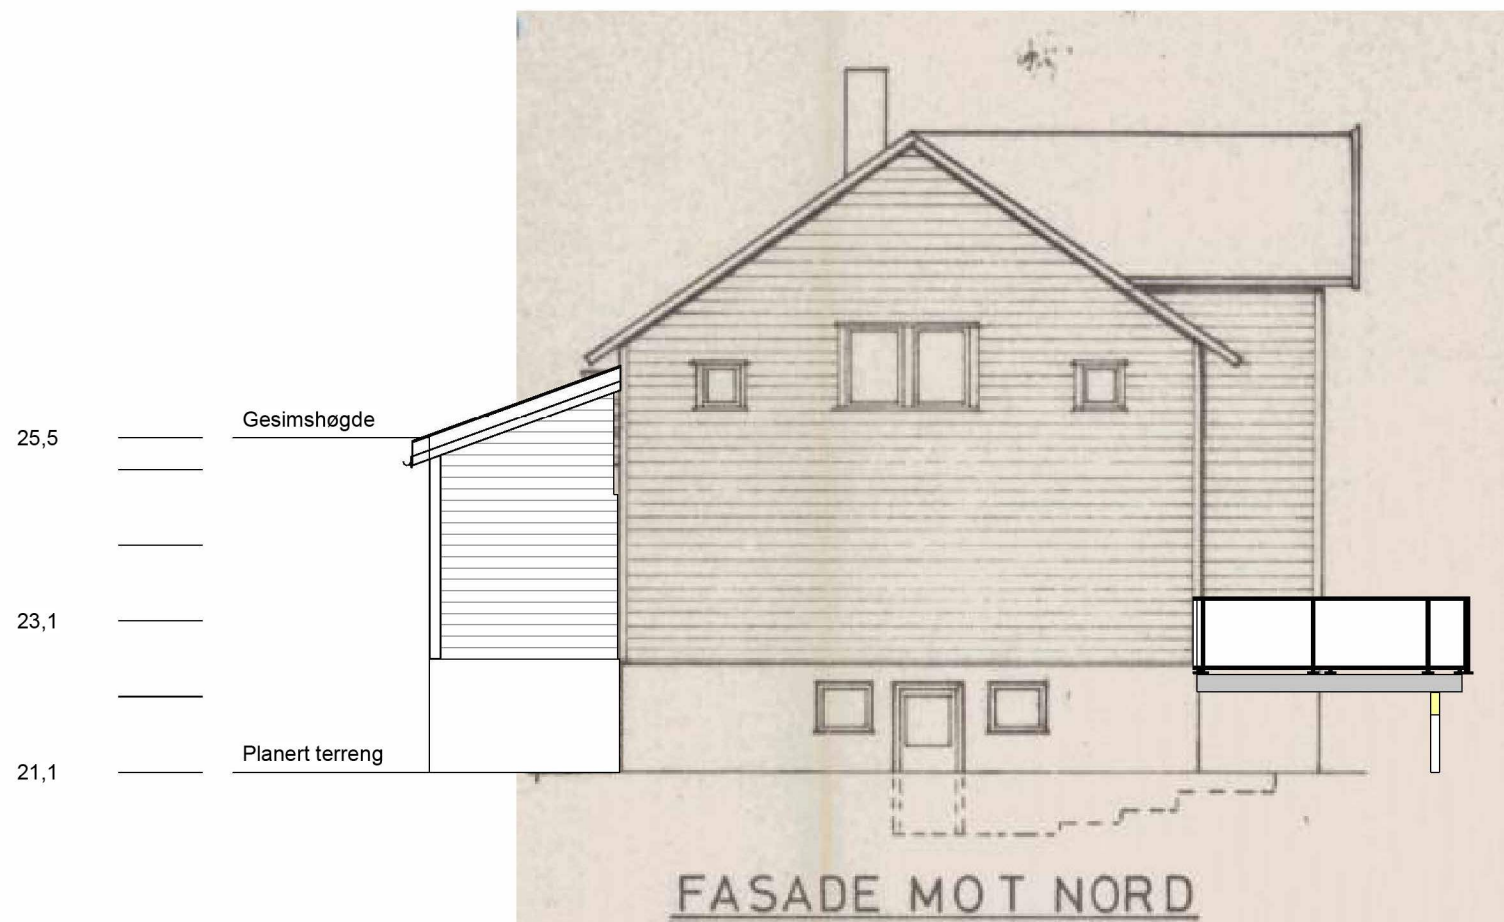 Gesimshøgde
25,5
23,1
Planert terreng
21,1
FASADE MOT NORD